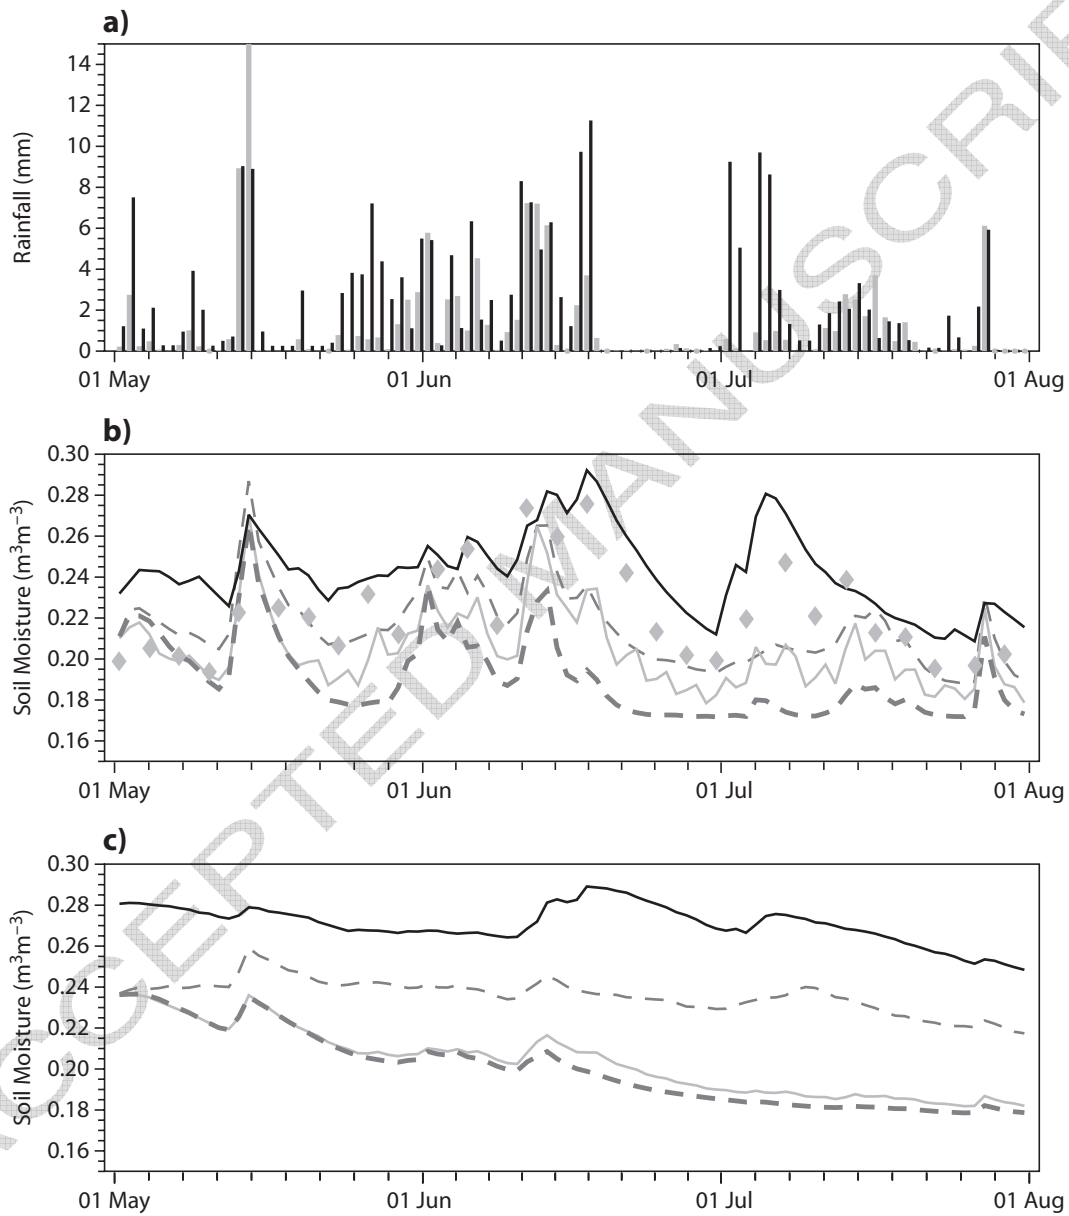 a)
Rainfall (mm)
14
12
10
8
6
4
2
0
01 May 01 Jun 01 Jul 01 Aug
b)
Soil Moisture (m³m⁻³)
0.30
0.28
0.26
0.24
0.22
0.20
0.18
0.16
01 May 01 Jun 01 Jul 01 Aug
c)
Soil Moisture (m³m⁻³)
0.30
0.28
0.26
0.24
0.22
0.20
0.18
0.16
01 May 01 Jun 01 Jul 01 Aug
ACCEPTED MANUSCRIP